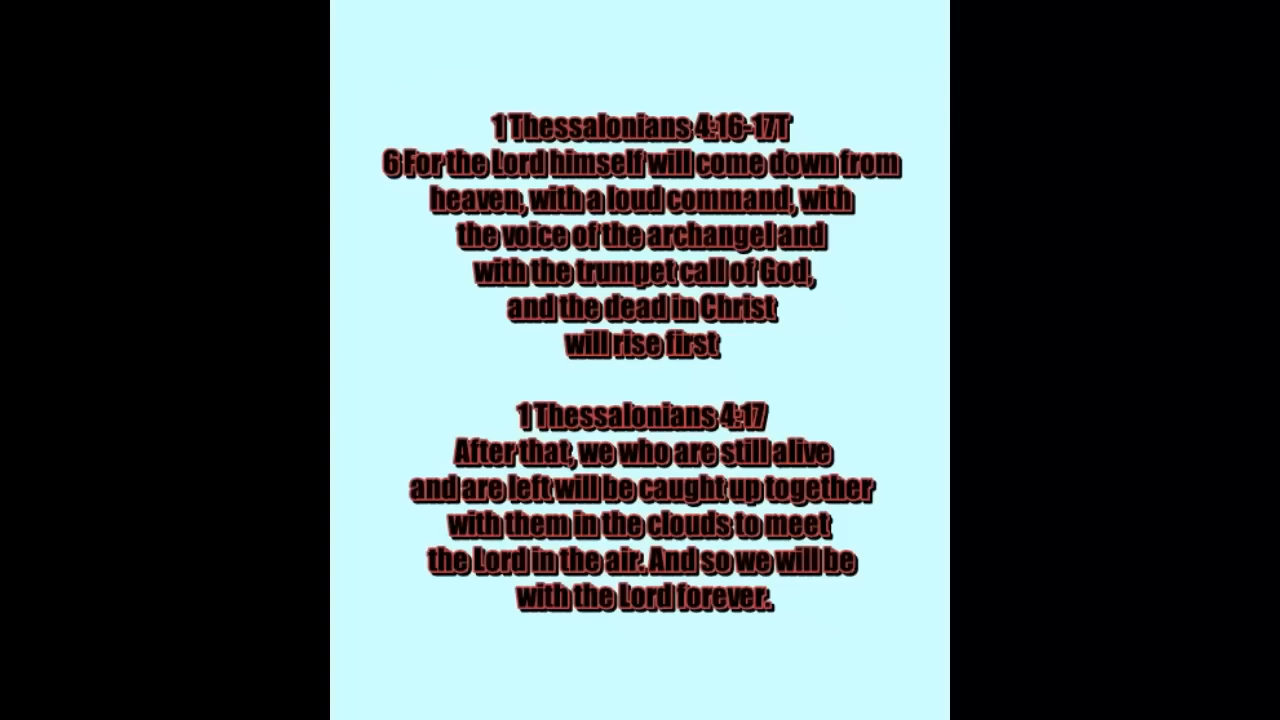 1 Thessalonians 4:16-17T
6 For the Lord himself will come down from
heaven, with a loud command, with
the voice of the archangel and
with the trumpet call of God,
and the dead in Christ
will rise first
1 Thessalonians 4:17
After that, we who are still alive
and are left will be caught up together
with them in the clouds to meet
the Lord in the air. And so we will be
with the Lord forever.